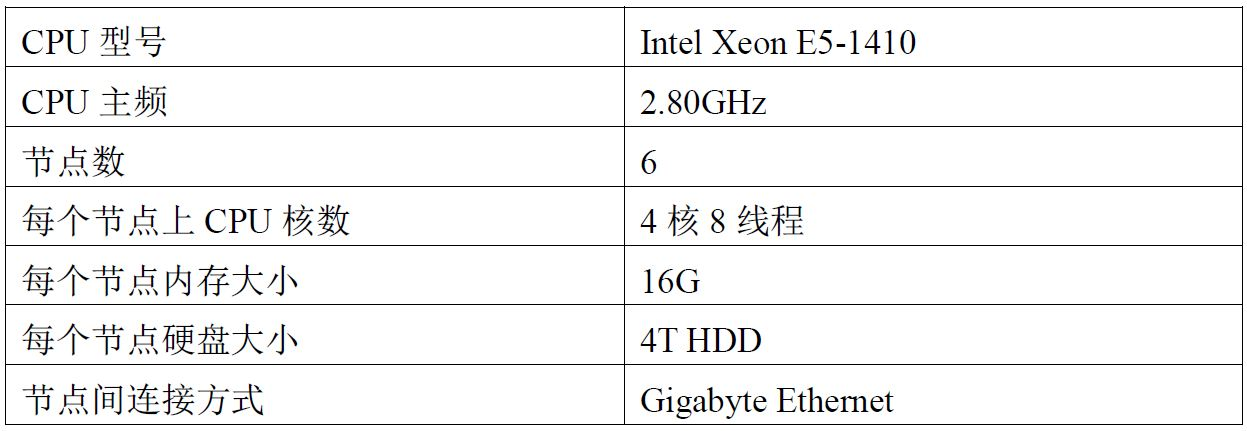 CPU 型号 Intel Xeon E5-1410
CPU 主频 2.80GHz
节点数 6
每个节点上 CPU 核数 4 核 8 线程
每个节点内存大小 16G
每个节点硬盘大小 4T HDD
节点间连接方式 Gigabyte Ethernet